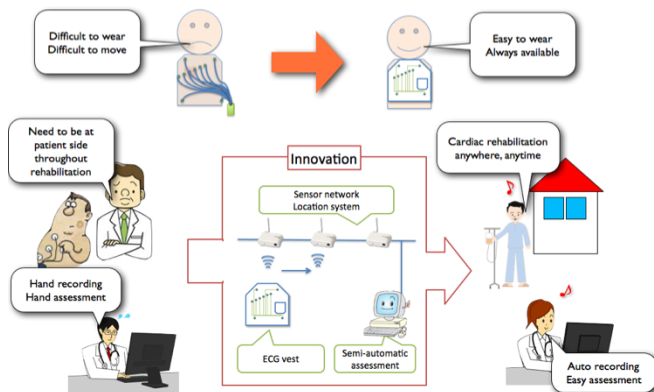 Difficult to wear
Difficult to move
Easy to wear
Always available
Need to be at
patient side
throughout
rehabilitation
Innovation
Cardiac rehabilitation
anywhere, anytime
Sensor network
Location system
Hand recording
Hand assessment
ECG vest
Semi-automatic
assessment
Auto recording
Easy assessment